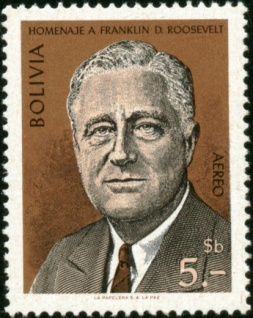 HOMENAJE A FRANKLIN D. ROOSEVELT
BOLIVIA
AEREO
$b
5.-
LA PAPELERA S. A. LA PAZ